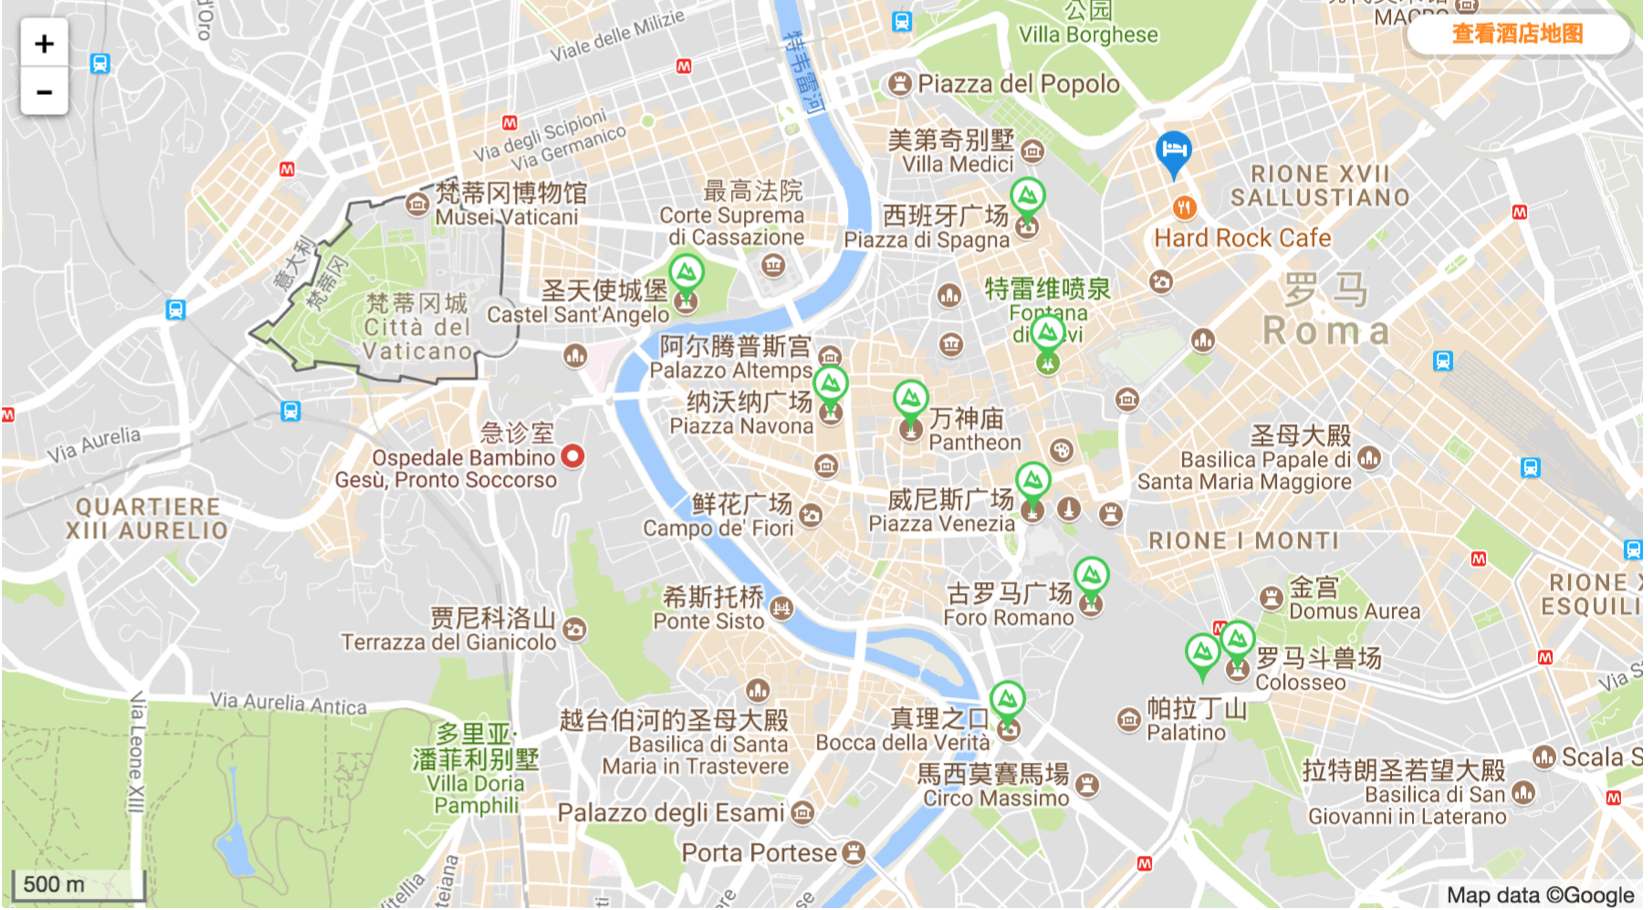 d'Oro
Viale delle Milizie
特韦雷河
公园
Villa Borghese
MACRO
查看酒店地图
+
−
Piazza del Popolo
Via degli Scipioni
Via Germanico
美第奇别墅
Villa Medici
RIONE XVII
SALLUSTIANO
梵蒂冈博物馆
Musei Vaticani
最高法院
Corte Suprema
di Cassazione
西班牙广场
Piazza di Spagna
Hard Rock Cafe
意大利
梵蒂冈
梵蒂冈城
Città del
Vaticano
圣天使城堡
Castel Sant'Angelo
特雷维喷泉
Fontana
罗马
Roma
阿尔腾普斯宫
Palazzo Altemps
纳沃纳广场
Piazza Navona
万神庙
Pantheon
Via Aurelia
急诊室
Ospedale Bambino
Gesù, Pronto Soccorso
圣母大殿
Basilica Papale di
Santa Maria Maggiore
QUARTIERE
XIII AURELIO
鲜花广场
Campo de' Fiori
威尼斯广场
Piazza Venezia
RIONE I MONTI
古罗马广场
Foro Romano
金宫
Domus Aurea
RIONE X
ESQUILI
希斯托桥
Ponte Sisto
贾尼科洛山
Terrazza del Gianicolo
罗马斗兽场
Colosseo
Via S
Via Aurelia Antica
Via Leone XIII
越台伯河的圣母大殿
Basilica di Santa
Maria in Trastevere
真理之口
Bocca della Verità
帕拉丁山
Palatino
多里亚·
潘菲利别墅
Villa Doria
Pamphili
馬西莫賽馬場
Circo Massimo
拉特朗圣若望大殿
Basilica di San
Giovanni in Laterano
Scala S
Palazzo degli Esami
Porta Portese
500 m
Map data ©Google